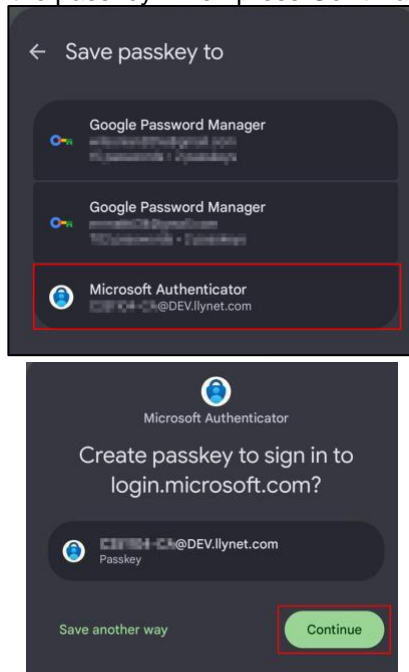 ← Save passkey to
Google Password Manager
Google Password Manager
Microsoft Authenticator
@DEV.llynet.com
Microsoft Authenticator
Create passkey to sign in to
login.microsoft.com?
@DEV.llynet.com
Passkey
Save another way
Continue